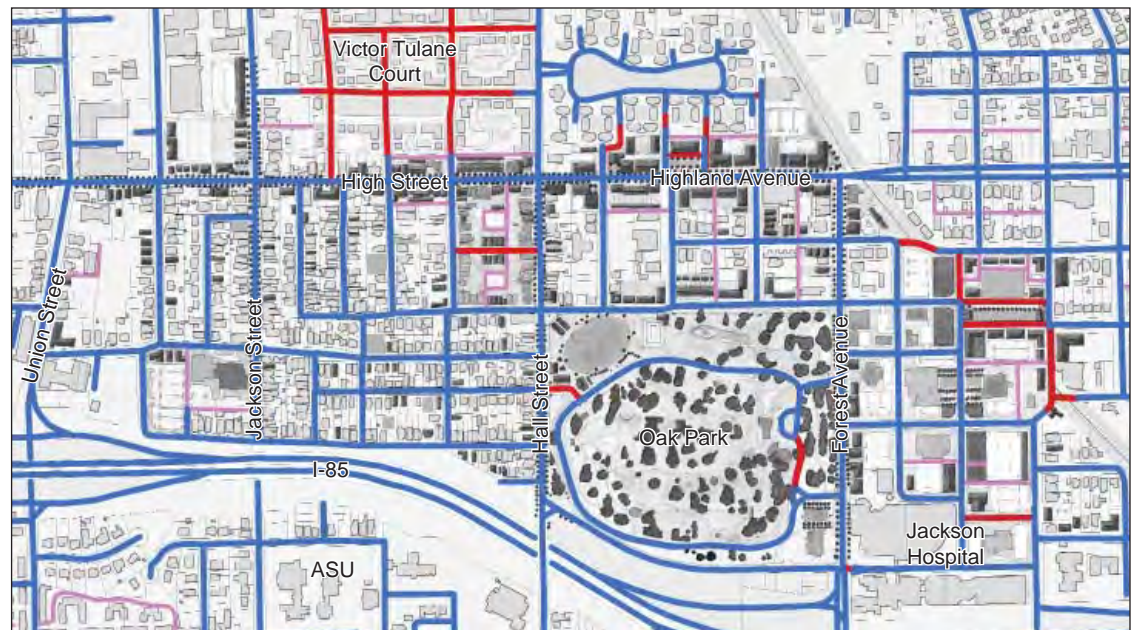 Victor Tulane
Court
High Street
Highland Avenue
Union Street
Jackson Street
Hall Street
Forest Avenue
Oak Park
I-85
ASU
Jackson
Hospital